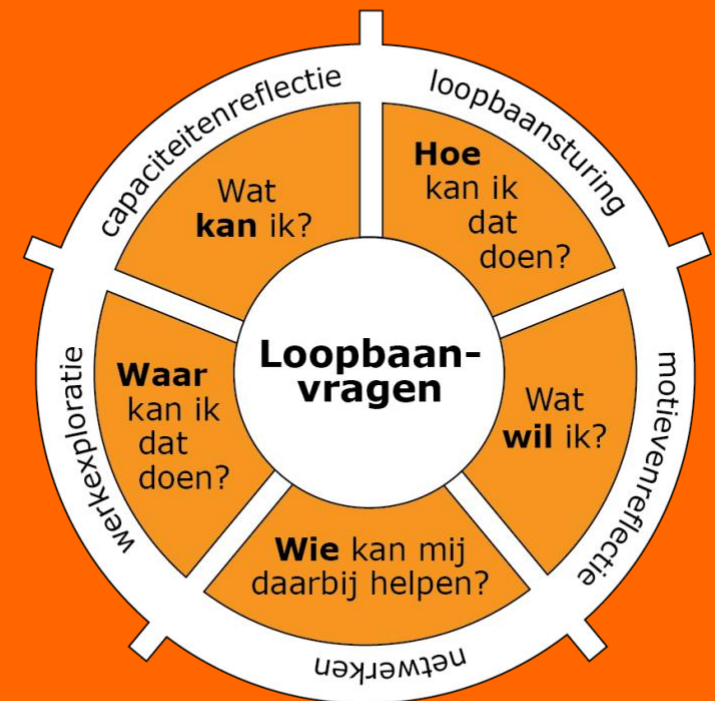 capaciteitenreflectie
loopbaansturing
motievenreflectie
netwerken
werkexploratie
Wat
kan ik?
Hoe
kan ik
dat
doen?
Wat
wil ik?
Wie kan mij
daarbij helpen?
Waar
kan ik
dat
doen?
Loopbaan-
vragen